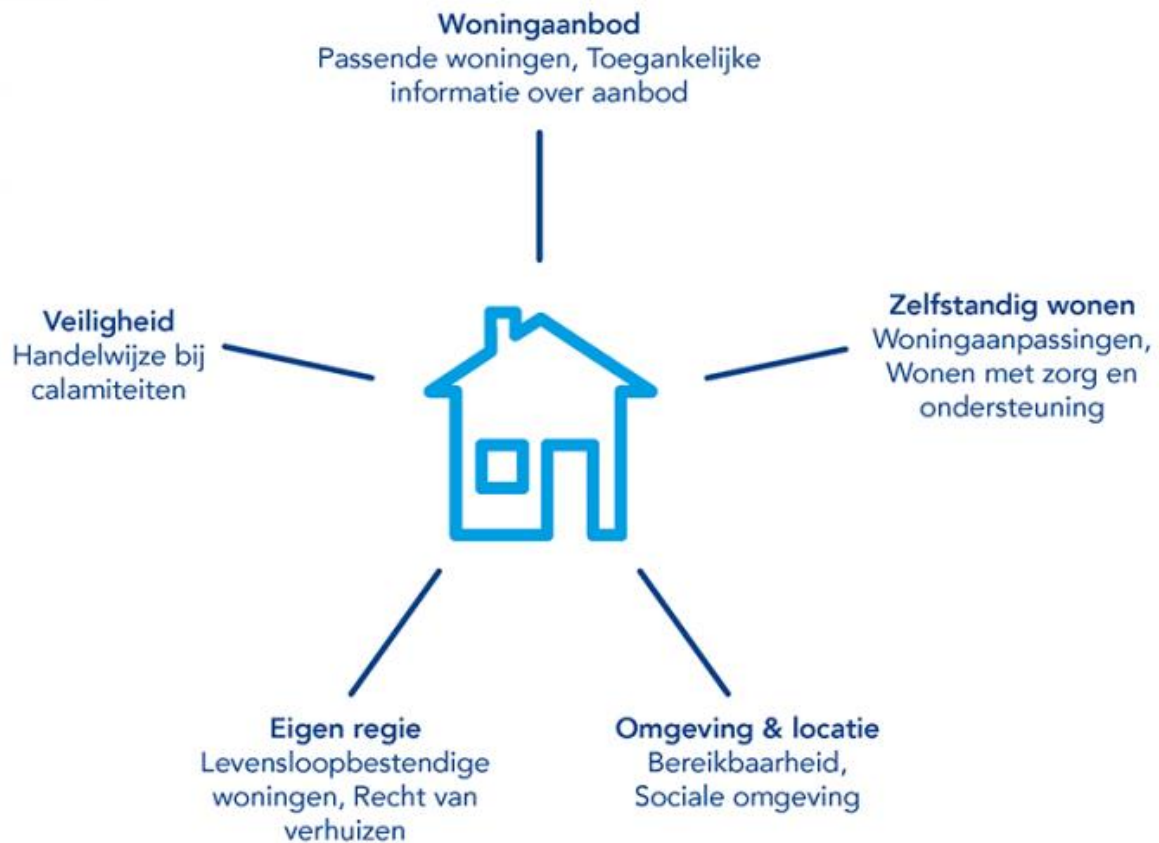 Woningaanbod
Passende woningen, Toegankelijke
informatie over aanbod
Veiligheid
Handelwijze bij
calamiteiten
Zelfstandig wonen
Woningaanpassingen,
Wonen met zorg en
ondersteuning
Eigen regie
Levensloopbestendige
woningen, Recht van
verhuizen
Omgeving & locatie
Bereikbaarheid,
Sociale omgeving